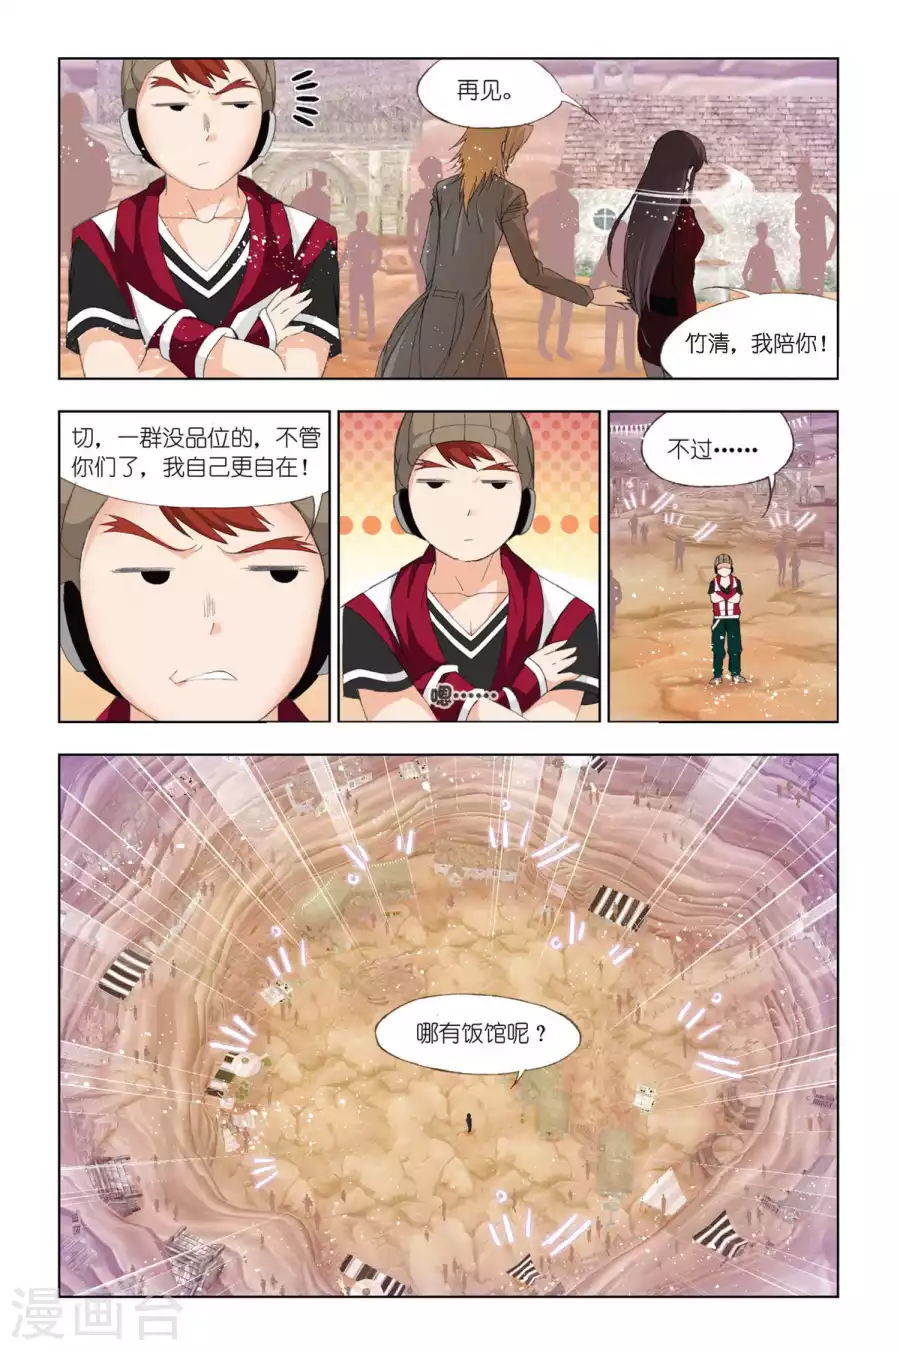 再见。
竹清，我陪你！
切，一群没品位的，不管
你们了，我自己更自在！
嗯……
不过……
哪有饭馆呢？
漫画台